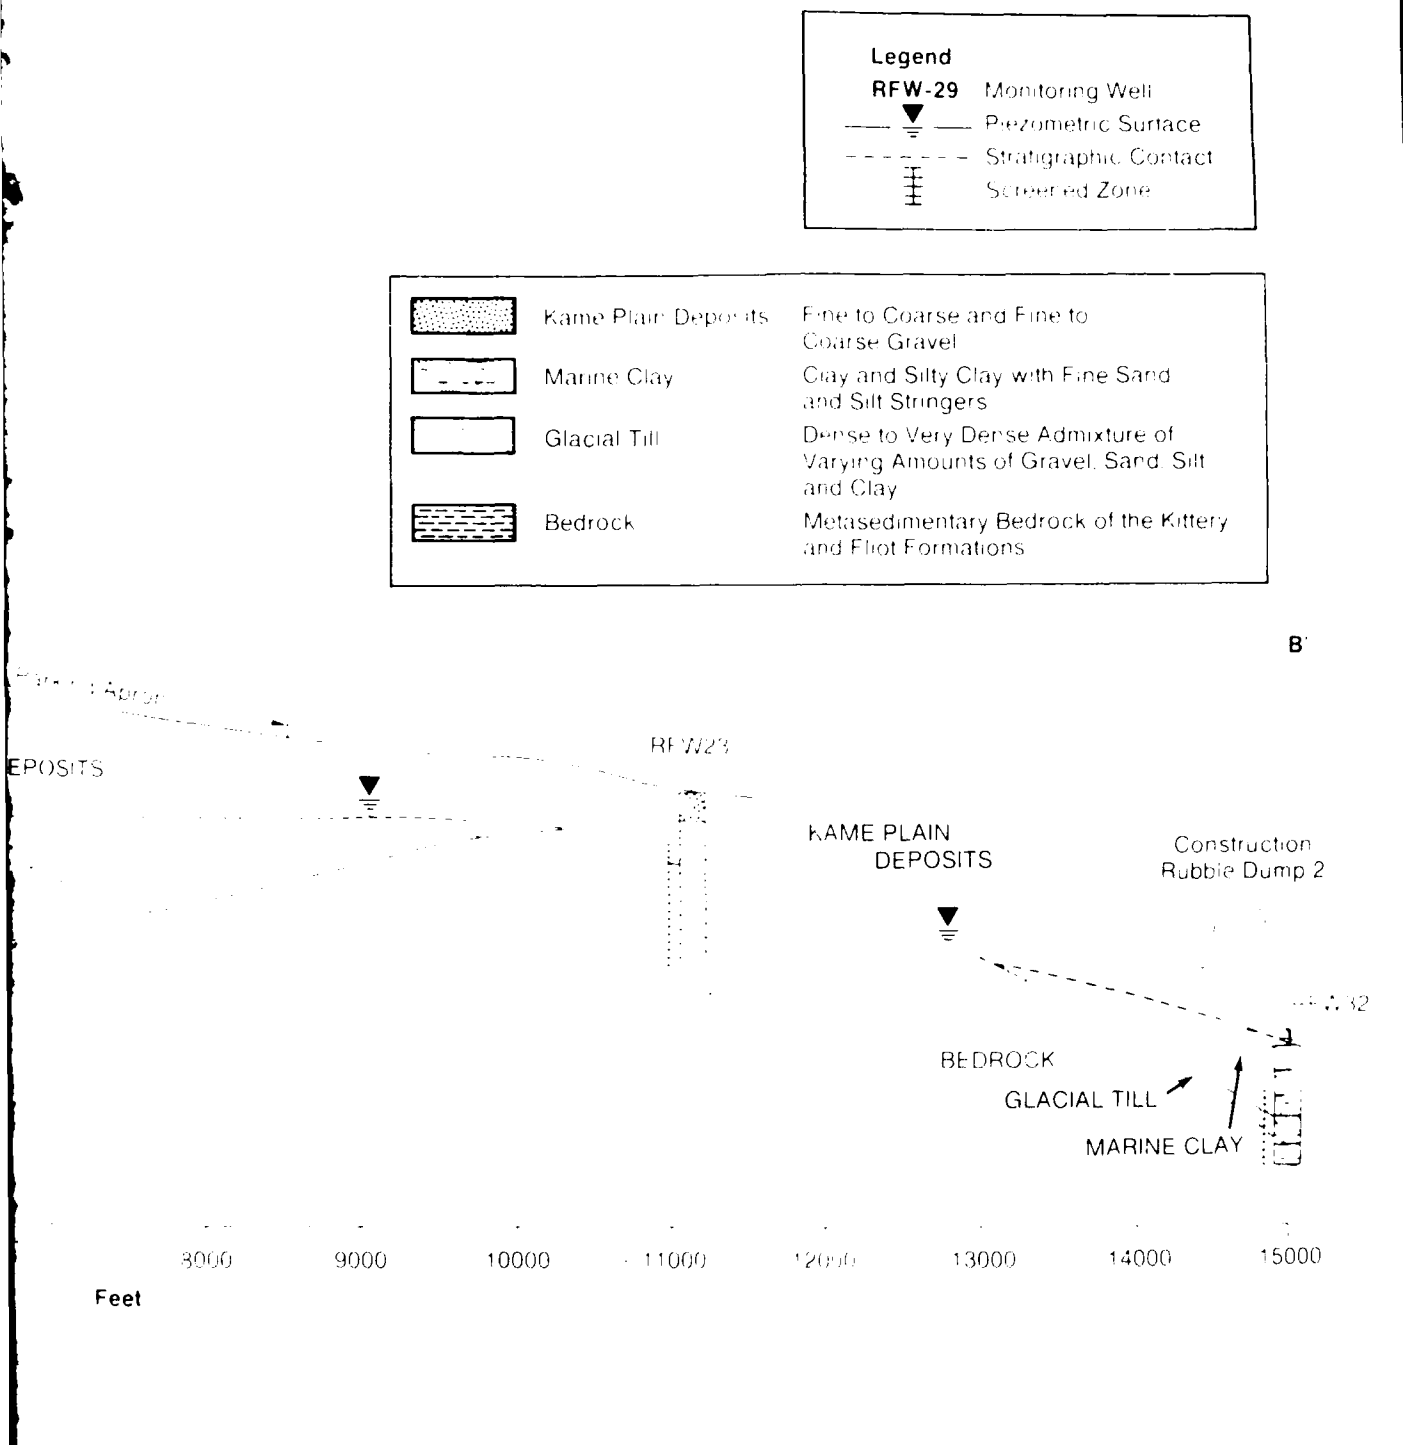 Legend
RFW-29 Monitoring Well
Piezometric Surface
Stratigraphic Contact
Screened Zone
Kame Plain Deposits Fine to Coarse and Fine to
Coarse Gravel
Marine Clay Clay and Silty Clay with Fine Sand
and Silt Stringers
Glacial Till Dense to Very Dense Admixture of
Varying Amounts of Gravel, Sand, Silt
and Clay
Bedrock Metasedimentary Bedrock of the Kittery
and Eliot Formations
B'
Parking Apron
RFW23
EPOSITS
KAME PLAIN
DEPOSITS
Construction
Rubble Dump 2
BEDROCK
GLACIAL TILL
MARINE CLAY
8000 9000 10000 11000 12000 13000 14000 15000
Feet